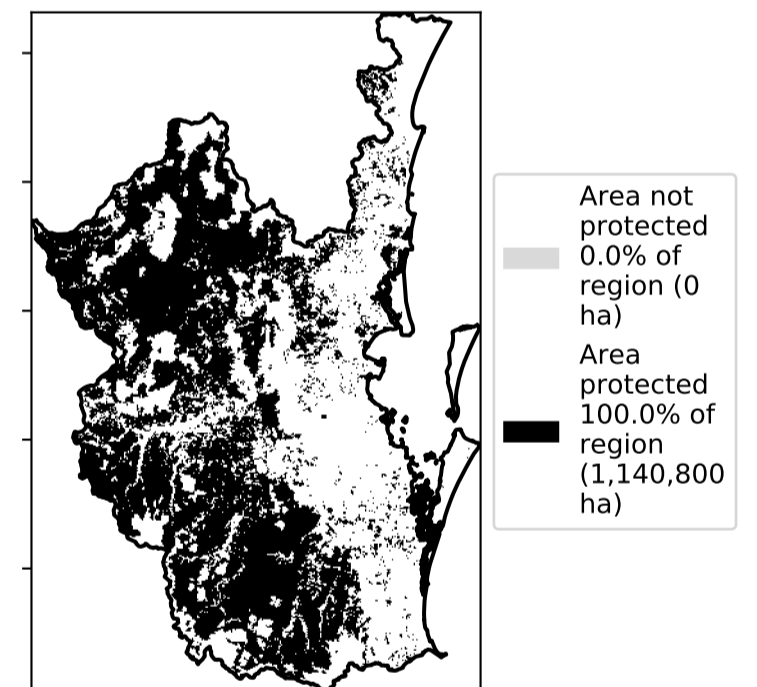 Area not
protected
0.0% of
region (0
ha)
Area
protected
100.0% of
region
(1,140,800
ha)